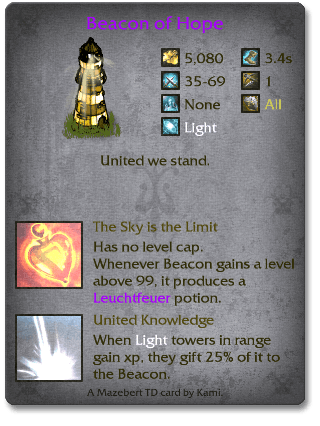 Beacon of Hope
5,080 3.4s
35-69 1
None All
Light
United we stand.
The Sky is the Limit
Has no level cap.
Whenever Beacon gains a level
above 99, it produces a
Leuchtfeuer potion.
United Knowledge
When Light towers in range
gain xp, they gift 25% of it to
the Beacon.
A Mazebert TD card by Kami.